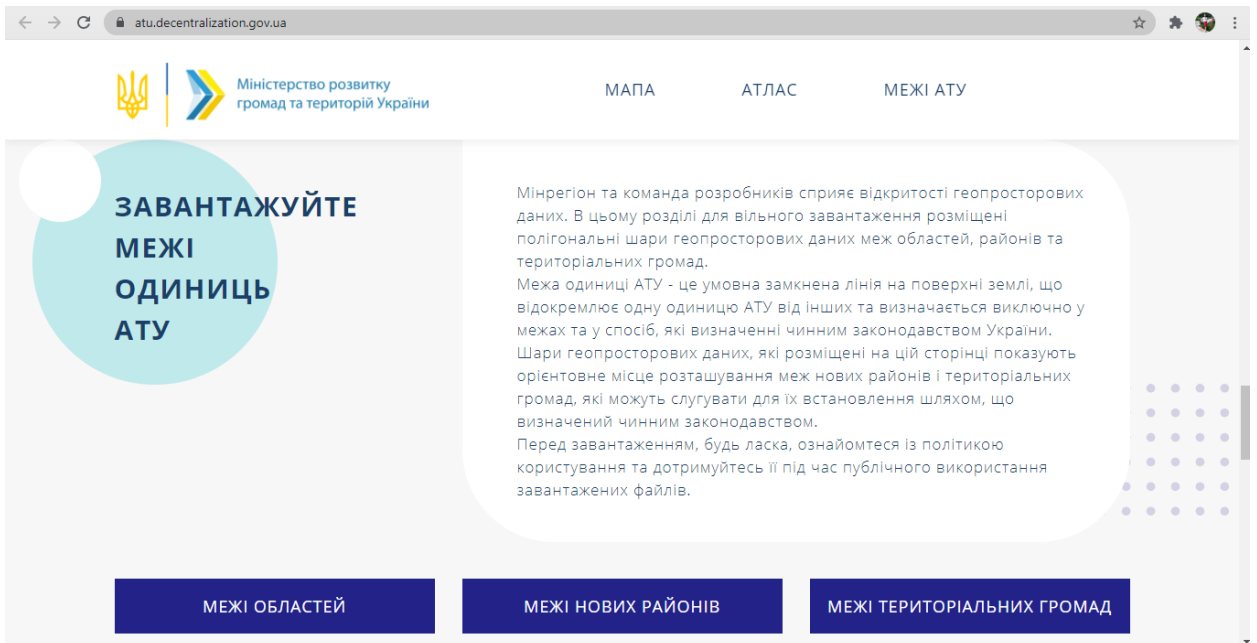 atu.decentralization.gov.ua
Міністерство розвитку
громад та територій України
МАПА АТЛАС МЕЖІ АТУ
ЗАВАНТАЖУЙТЕ
МЕЖІ
ОДИНИЦЬ
АТУ
Мінрегіон та команда розробників сприяє відкритості геопросторових
даних. В цьому розділі для вільного завантаження розміщені
полігональні шари геопросторових даних меж областей, районів та
територіальних громад.
Межа одиниці АТУ - це умовна замкнена лінія на поверхні землі, що
відокремлює одну одиницю АТУ від інших та визначається виключно у
межах та у спосіб, які визначенні чинним законодавством України.
Шари геопросторових даних, які розміщені на цій сторінці показують
орієнтовне місце розташування меж нових районів і територіальних
громад, які можуть слугувати для їх встановлення шляхом, що
визначений чинним законодавством.
Перед завантаженням, будь ласка, ознайомтеся із політикою
користування та дотримуйтесь її під час публічного використання
завантажених файлів.
МЕЖІ ОБЛАСТЕЙ
МЕЖІ НОВИХ РАЙОНІВ
МЕЖІ ТЕРИТОРІАЛЬНИХ ГРОМАД